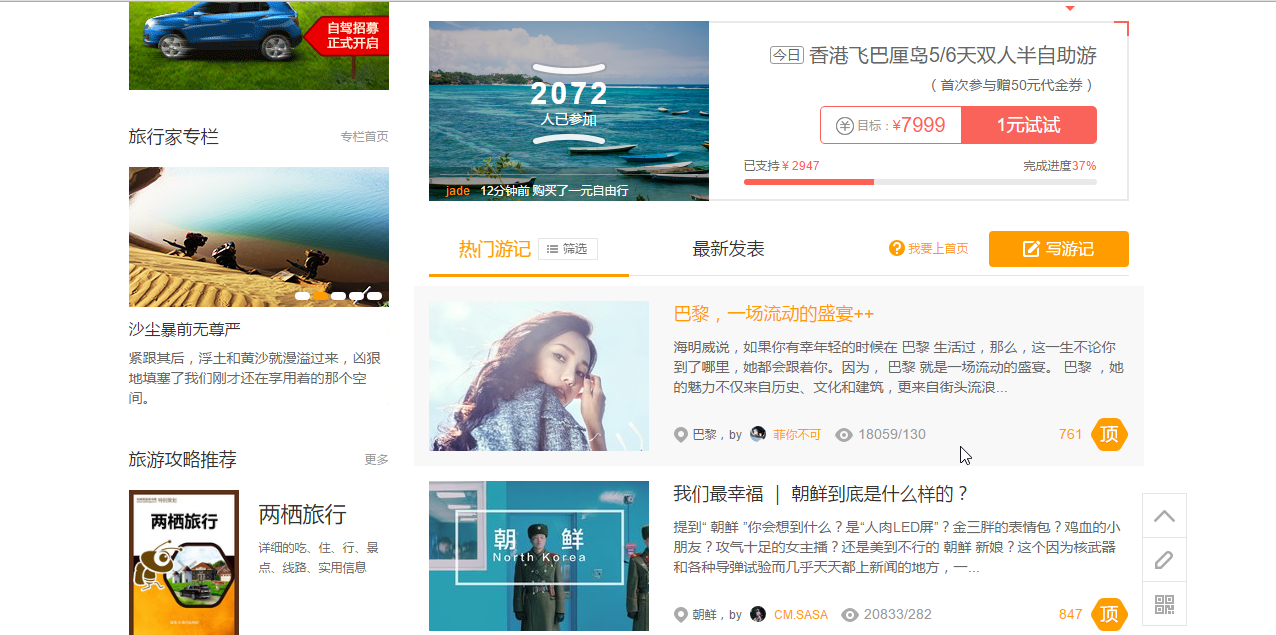 自驾招募
正式开启
旅行家专栏
专栏首页
沙尘暴前无尊严
紧跟其后，浮土和黄沙就漫溢过来，凶狠
地填塞了我们刚才还在享用着的那个空
间。
旅游攻略推荐
更多
两栖旅行
两栖旅行
详细的吃、住、行、景
点、线路、实用信息
2072
人已参加
jade 12分钟前 购买了一元自由行
今日 香港飞巴厘岛5/6天双人半自助游
（ 首次参与赠50元代金券 ）
目标 : ¥7999
1元试试
已支持 ¥ 2947
完成进度37%
热门游记
筛选
最新发表
? 我要上首页
写游记
巴黎，一场流动的盛宴++
海明威说，如果你有幸年轻的时候在 巴黎 生活过，那么，这一生不论你
到了哪里，她都会跟着你。因为， 巴黎 就是一场流动的盛宴。 巴黎 ，她
的魅力不仅来自历史、文化和建筑，更来自街头流浪...
巴黎，by 菲你不可 18059/130
761 顶
朝 鲜
North Korea
我们最幸福 ｜ 朝鲜到底是什么样的？
提到“ 朝鲜 ”你会想到什么？是“人肉LED屏”？金三胖的表情包？鸡血的小
朋友？攻气十足的女主播？还是美到不行的 朝鲜 新娘？这个因为核武器
和各种导弹试验而几乎天天都上新闻的地方，一...
朝鲜，by CM.SASA 20833/282
847 顶